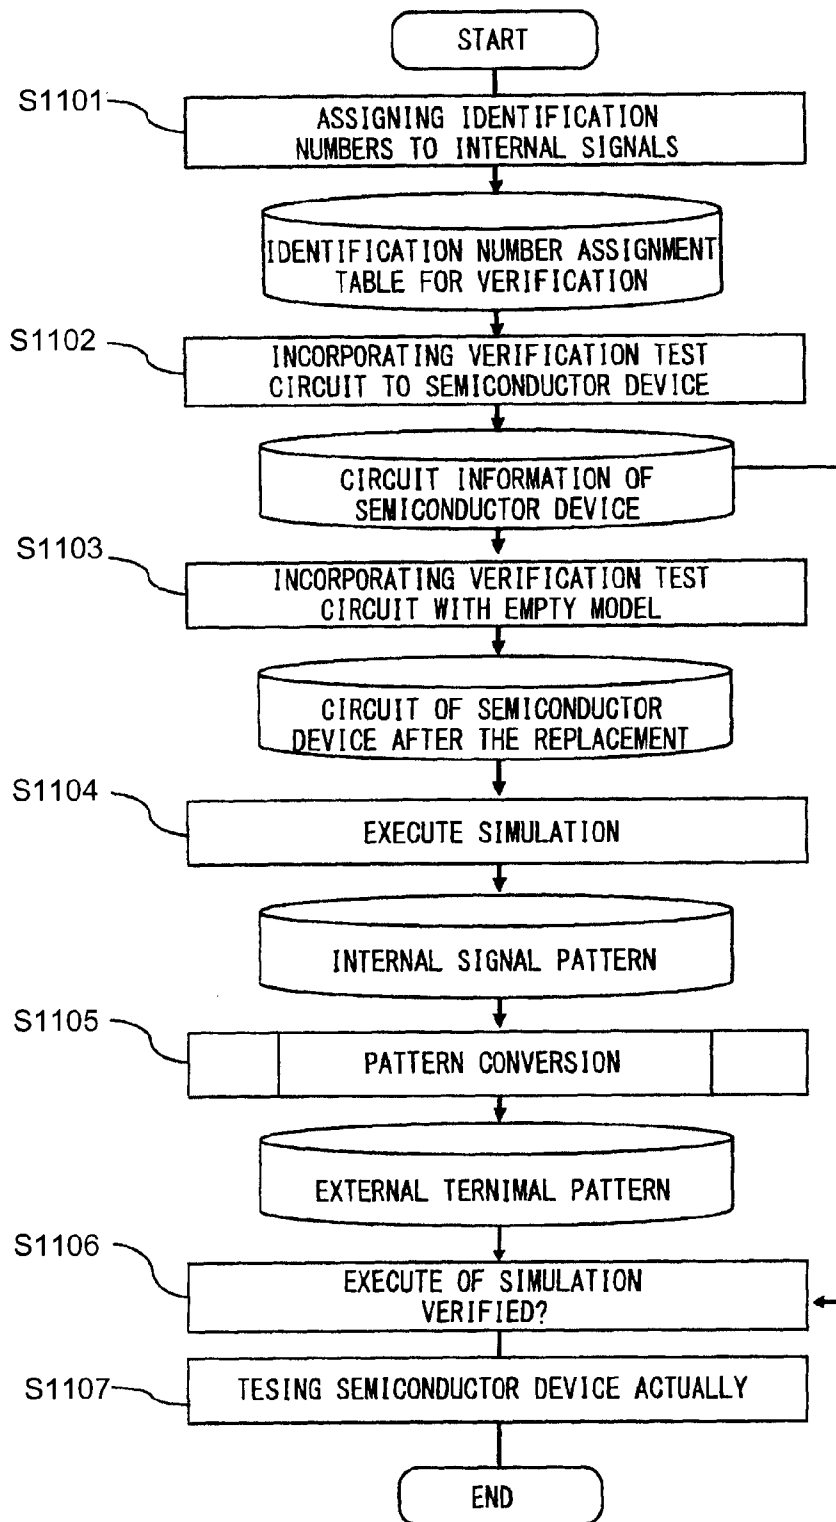 START
S1101
ASSIGNING IDENTIFICATION
NUMBERS TO INTERNAL SIGNALS
IDENTIFICATION NUMBER ASSIGNMENT
TABLE FOR VERIFICATION
S1102
INCORPORATING VERIFICATION TEST
CIRCUIT TO SEMICONDUCTOR DEVICE
CIRCUIT INFORMATION OF
SEMICONDUCTOR DEVICE
S1103
INCORPORATING VERIFICATION TEST
CIRCUIT WITH EMPTY MODEL
CIRCUIT OF SEMICONDUCTOR
DEVICE AFTER THE REPLACEMENT
S1104
EXECUTE SIMULATION
INTERNAL SIGNAL PATTERN
S1105
PATTERN CONVERSION
EXTERNAL TERNIMAL PATTERN
S1106
EXECUTE OF SIMULATION
VERIFIED?
S1107
TESING SEMICONDUCTOR DEVICE ACTUALLY
END